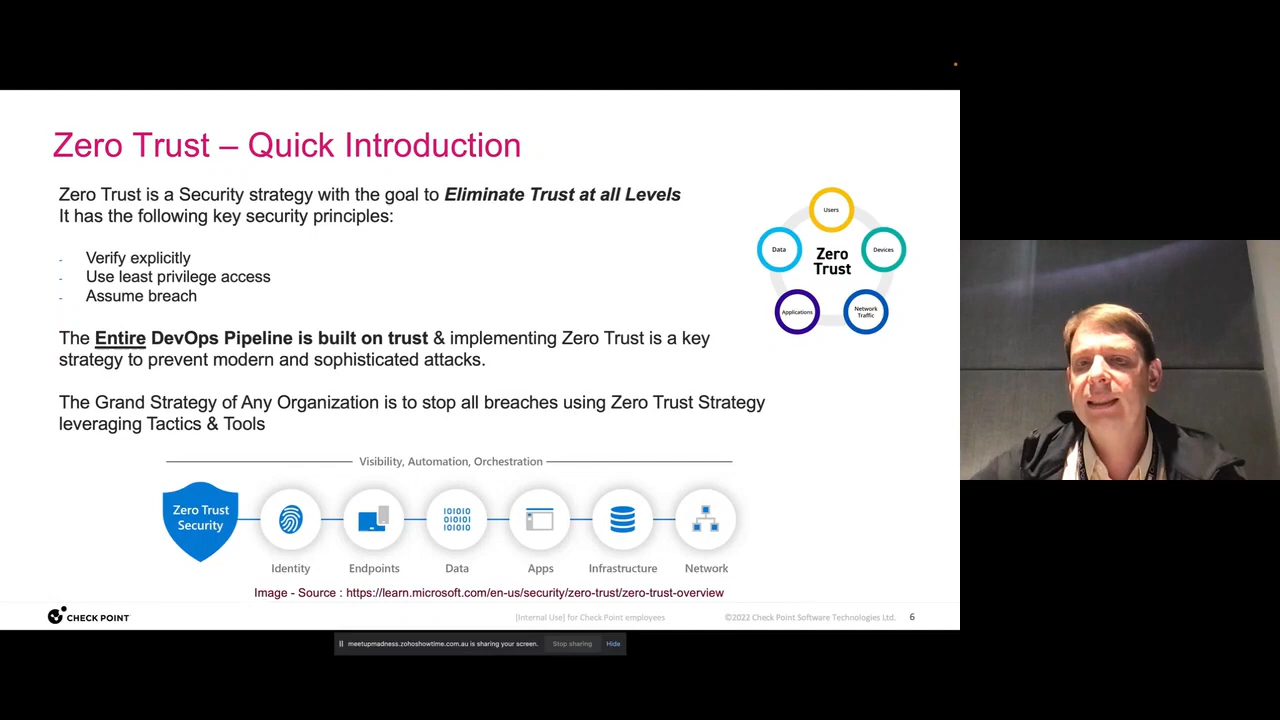 Zero Trust – Quick Introduction
Zero Trust is a Security strategy with the goal to Eliminate Trust at all Levels
It has the following key security principles:
- Verify explicitly
- Use least privilege access
- Assume breach
The Entire DevOps Pipeline is built on trust & implementing Zero Trust is a key
strategy to prevent modern and sophisticated attacks.
The Grand Strategy of Any Organization is to stop all breaches using Zero Trust Strategy
leveraging Tactics & Tools
Users
Data
Devices
Zero
Trust
Applications
Network
Traffic
Visibility, Automation, Orchestration
Zero Trust
Security
Identity
Endpoints
Data
Apps
Infrastructure
Network
10101
01010
10101
Image - Source : https://learn.microsoft.com/en-us/security/zero-trust/zero-trust-overview
CHECK POINT
[Internal Use] for Check Point employees
©2022 Check Point Software Technologies Ltd.
6
meetupmadness.zohoshowtime.com.au is sharing your screen.
Stop sharing
Hide